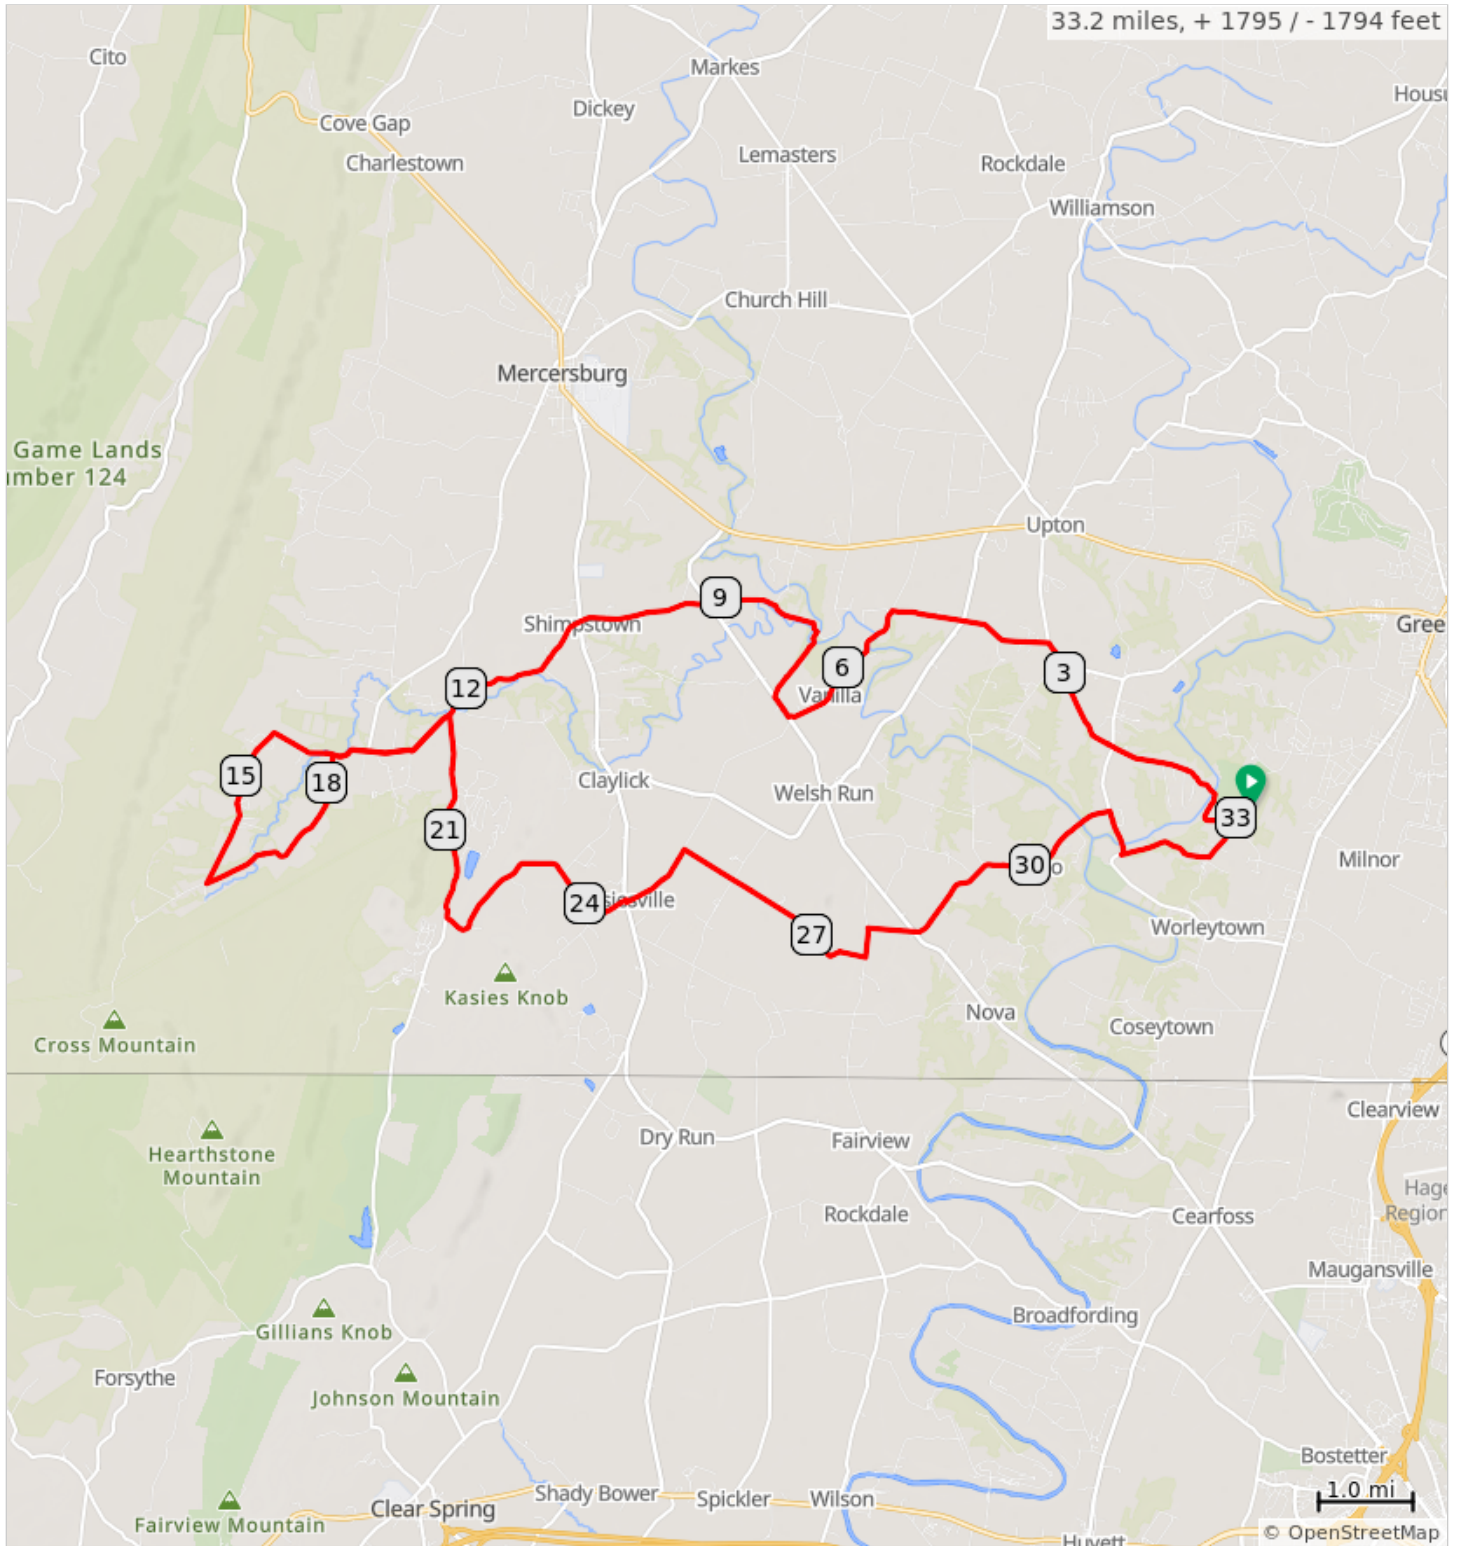 33.2 miles, + 1795 / - 1794 feet
Cito
Markes
Dickey
Cove Gap
Charlestown
Lemasters
Rockdale
Williamson
Church Hill
Mercersburg
Game Lands
124
Upton
Shimpstown
9
6
3
Vanilla
12
15
18
Claylick
Welsh Run
33
21
30
Milnor
24
27
Worleytown
Kasies Knob
Nova
Coseytown
Cross Mountain
Clearview
Hearthstone
Mountain
Dry Run
Fairview
Rockdale
Cearfoss
Maugansville
Gillians Knob
Broadfording
Forsythe
Johnson Mountain
Bostetter
1.0 mi
Clear Spring
Shady Bower
Spickler
Wilson
Fairview Mountain
© OpenStreetMap